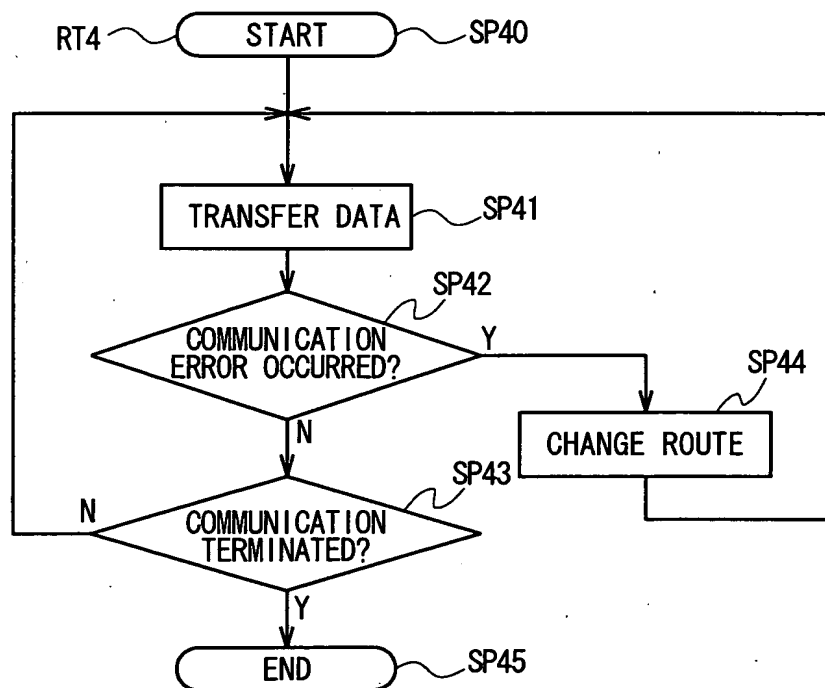 RT4
START
SP40
TRANSFER DATA
SP41
SP42
COMMUNICATION
ERROR OCCURRED?
Y
SP44
CHANGE ROUTE
N
SP43
N
COMMUNICATION
TERMINATED?
Y
END
SP45